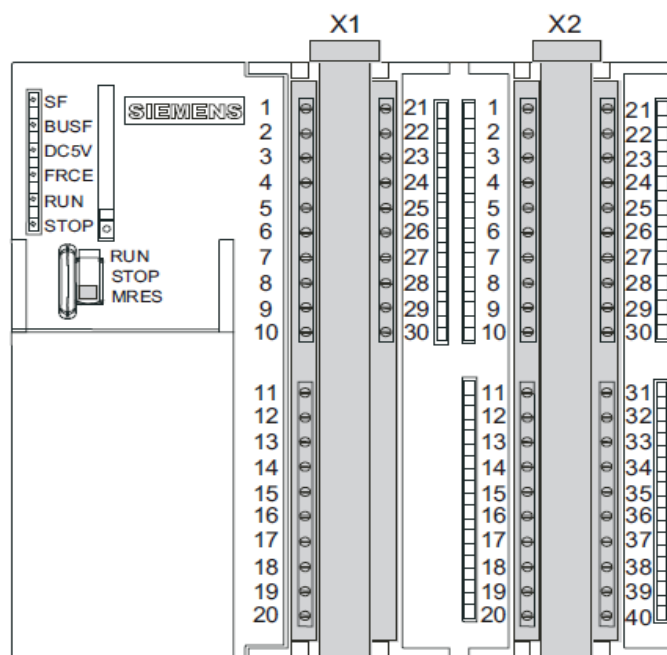 X1 X2
SF
BUSF
DC5V
FRCE
RUN
STOP
SIEMENS
RUN
STOP
MRES
1 21 1 21
2 22 2 22
3 23 3 23
4 24 4 24
5 25 5 25
6 26 6 26
7 27 7 27
8 28 8 28
9 29 9 29
10 30 10 30
11 11 31
12 12 32
13 13 33
14 14 34
15 15 35
16 16 36
17 17 37
18 18 38
19 19 39
20 20 40